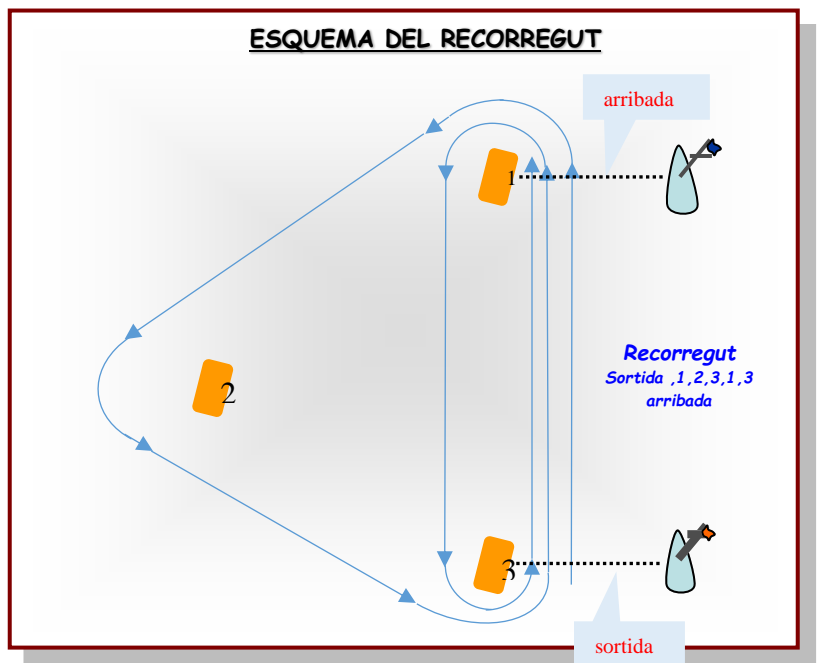 ESQUEMA DEL RECORREGUT
arribada
1
Recorregut
Sortida ,1,2,3,1,3
arribada
2
3
sortida